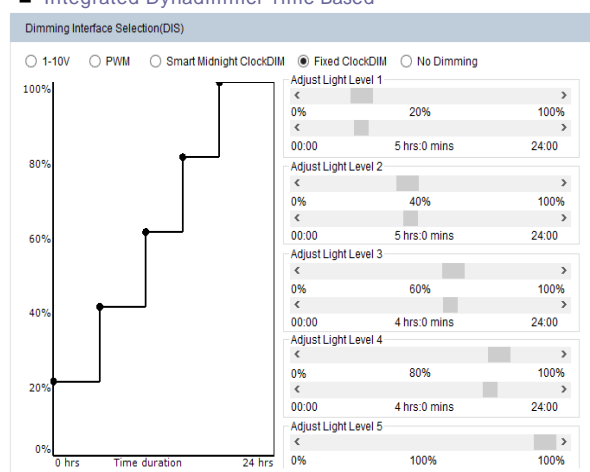 Integrated Dynadimmer Time Based
Dimming Interface Selection(DIS)
1-10V PWM Smart Midnight ClockDIM Fixed ClockDIM No Dimming
100%
80%
60%
40%
20%
0%
0 hrs Time duration 24 hrs
Adjust Light Level 1
0% 20% 100%
00:00 5 hrs:0 mins 24:00
Adjust Light Level 2
0% 40% 100%
00:00 5 hrs:0 mins 24:00
Adjust Light Level 3
0% 60% 100%
00:00 4 hrs:0 mins 24:00
Adjust Light Level 4
0% 80% 100%
00:00 4 hrs:0 mins 24:00
Adjust Light Level 5
0% 100% 100%